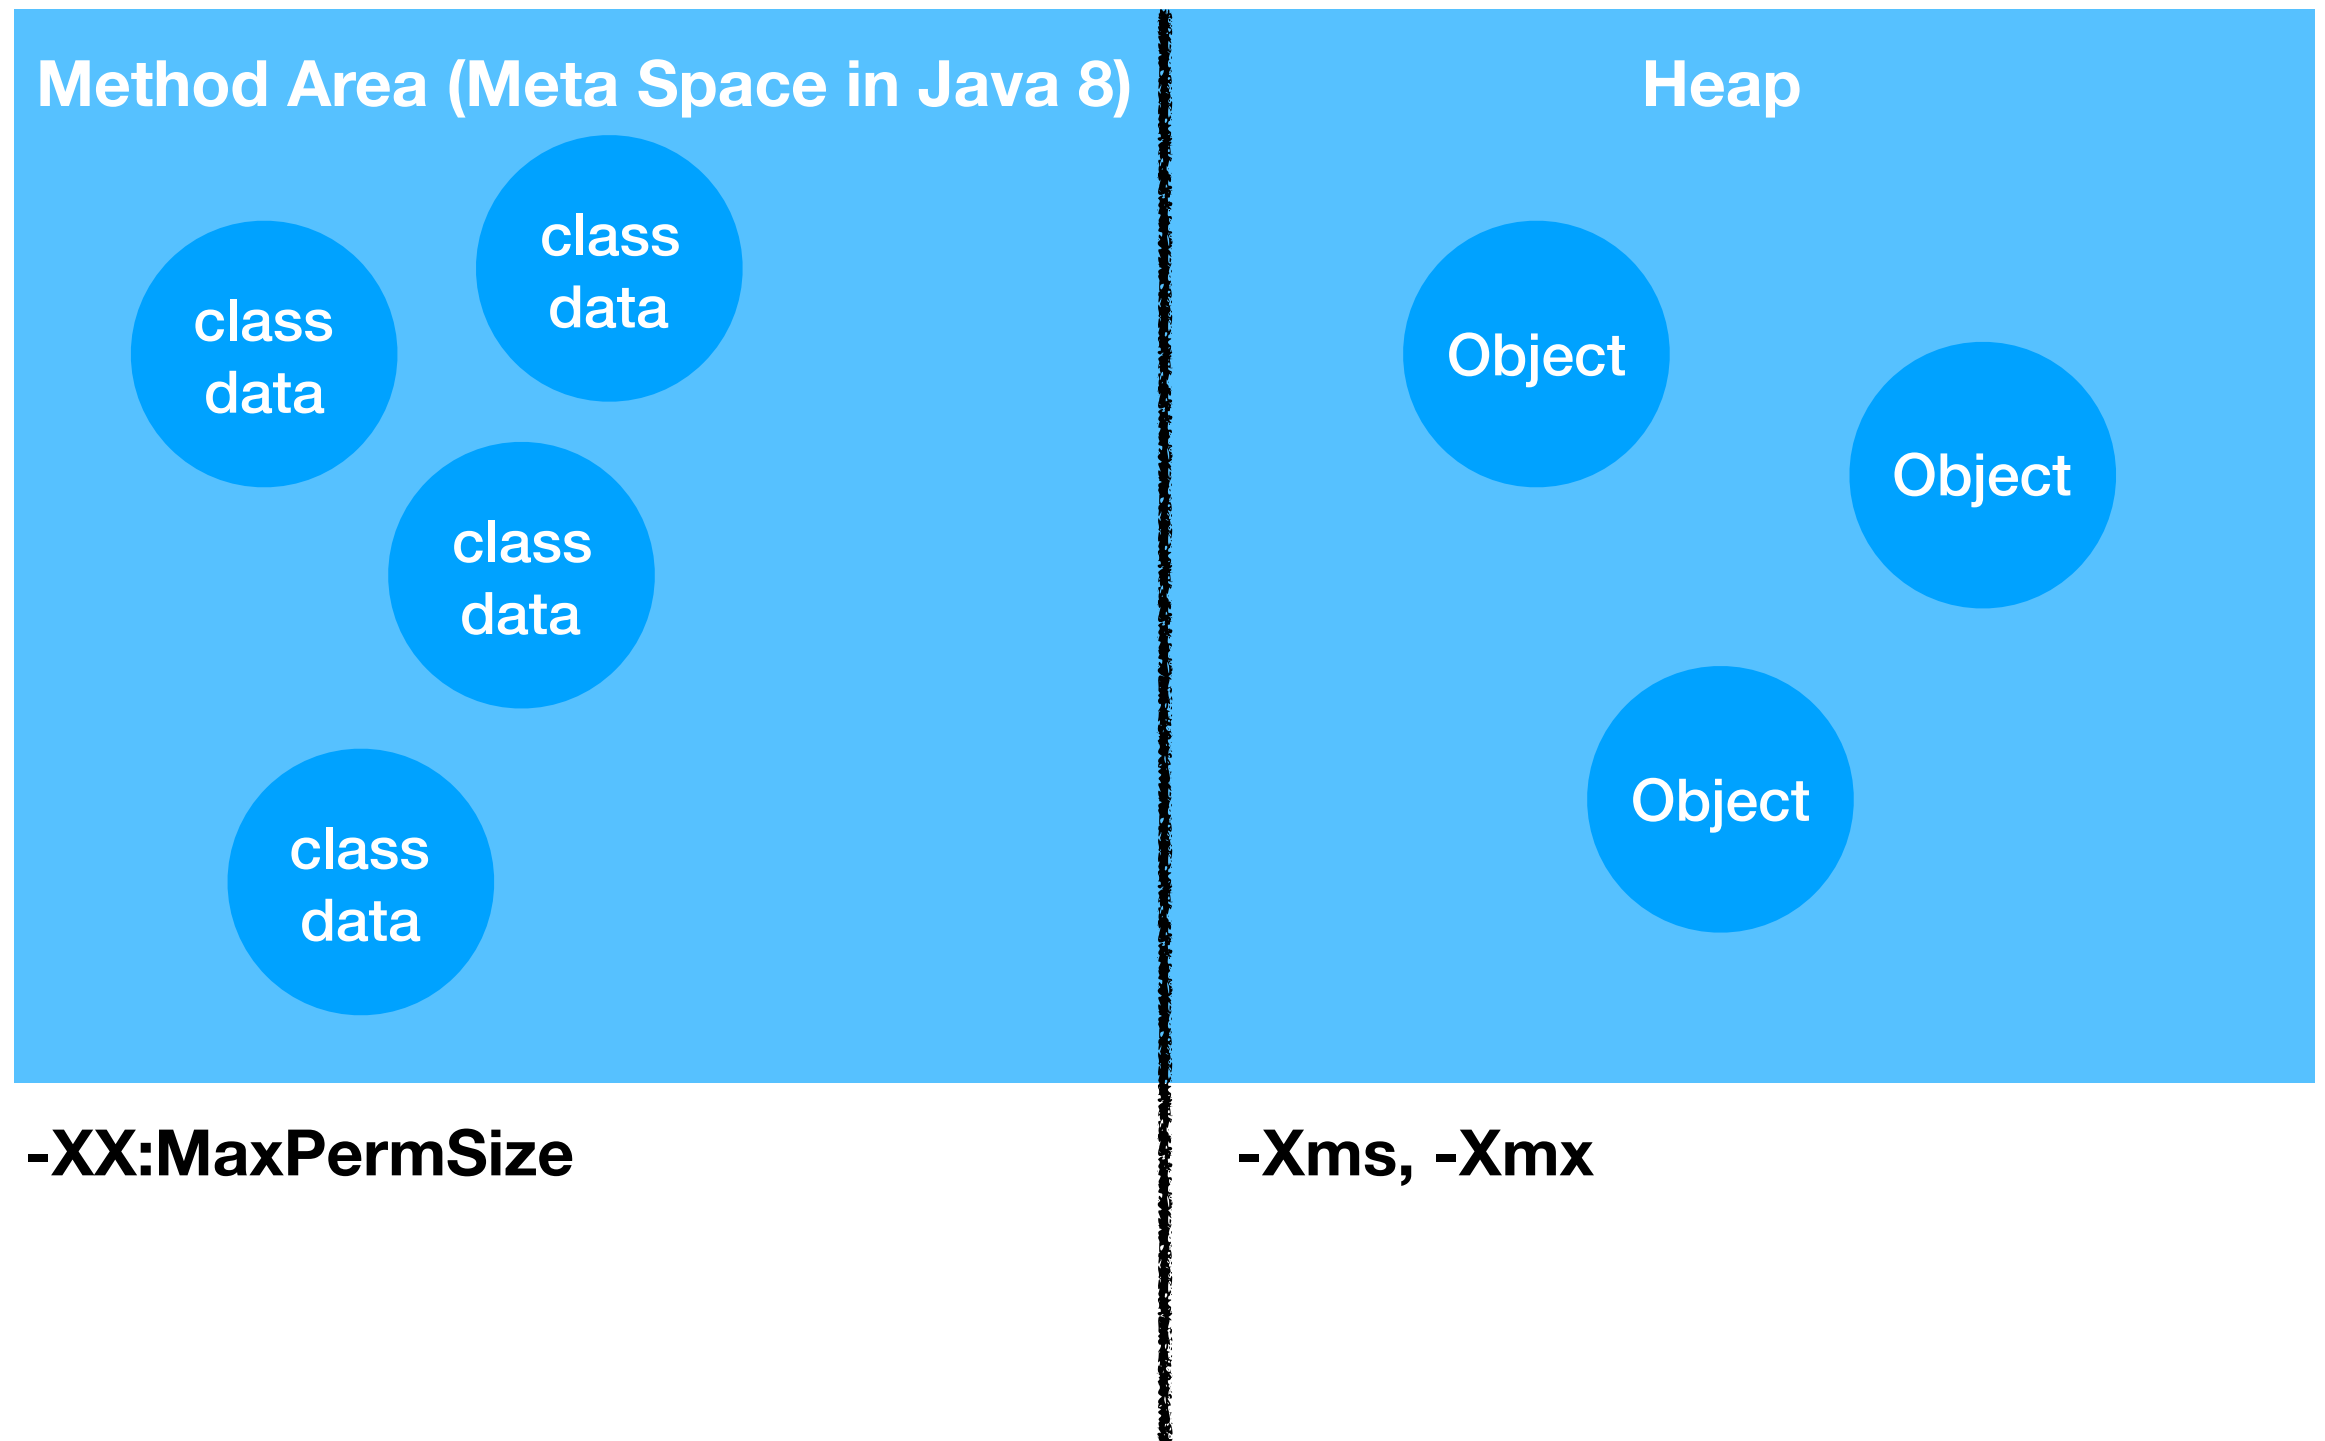 Method Area (Meta Space in Java 8)
class
data
class
data
class
data
class
data
-XX:MaxPermSize
Heap
Object
Object
Object
-Xms, -Xmx